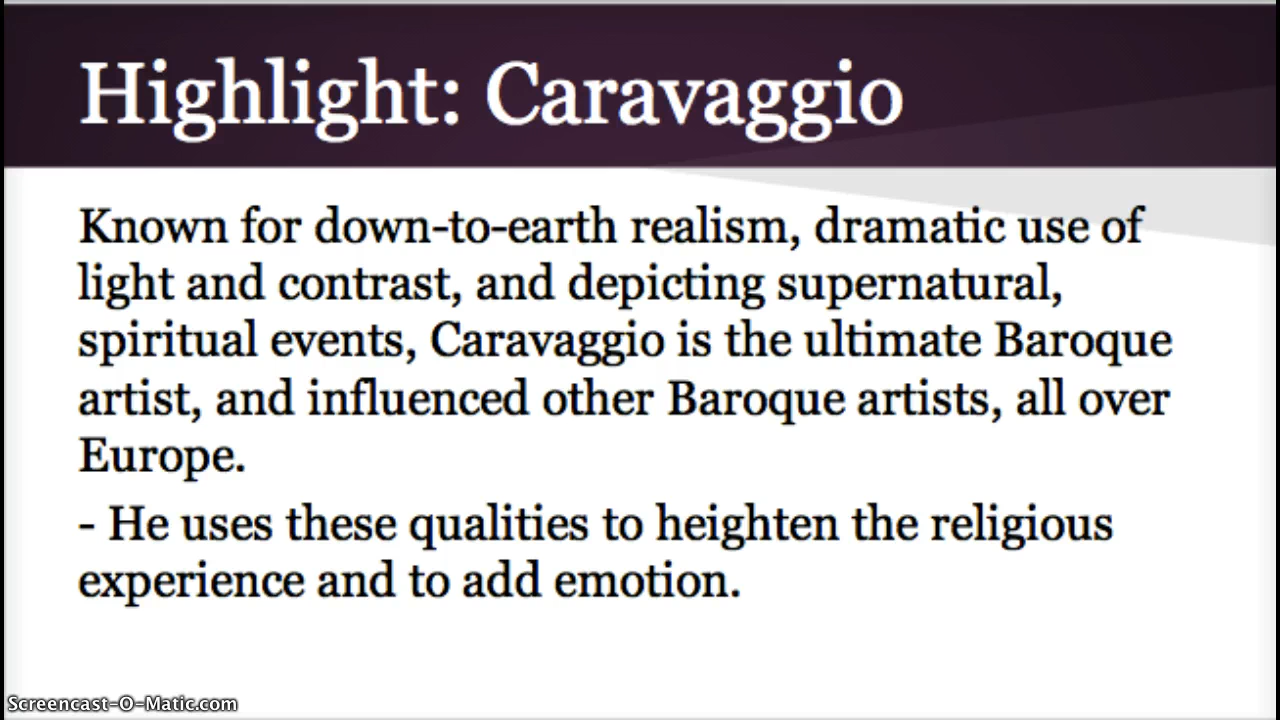 Highlight: Caravaggio
Known for down-to-earth realism, dramatic use of
light and contrast, and depicting supernatural,
spiritual events, Caravaggio is the ultimate Baroque
artist, and influenced other Baroque artists, all over
Europe.
- He uses these qualities to heighten the religious
experience and to add emotion.
Screencast-O-Matic.com